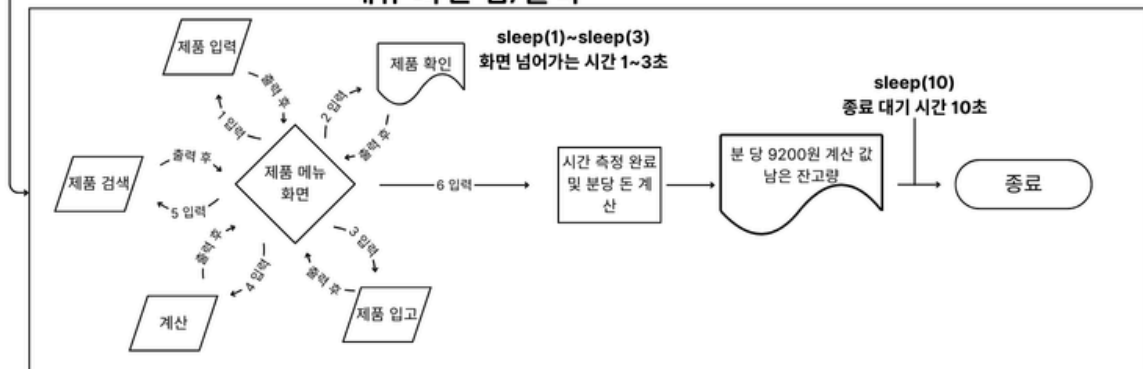 제품 입력
제품 확인
sleep(1)~sleep(3)
화면 넘어가는 시간 1~3초
sleep(10)
종료 대기 시간 10초
출력 후
1 입력
2 입력
출력 후
제품 검색
출력 후
5 입력
제품 메뉴
화면
6 입력
시간 측정 완료
및 분당 돈 계
산
분 당 9200원 계산 값
남은 잔고량
종료
출력 후
4 입력
3 입력
출력 후
계산
제품 입고